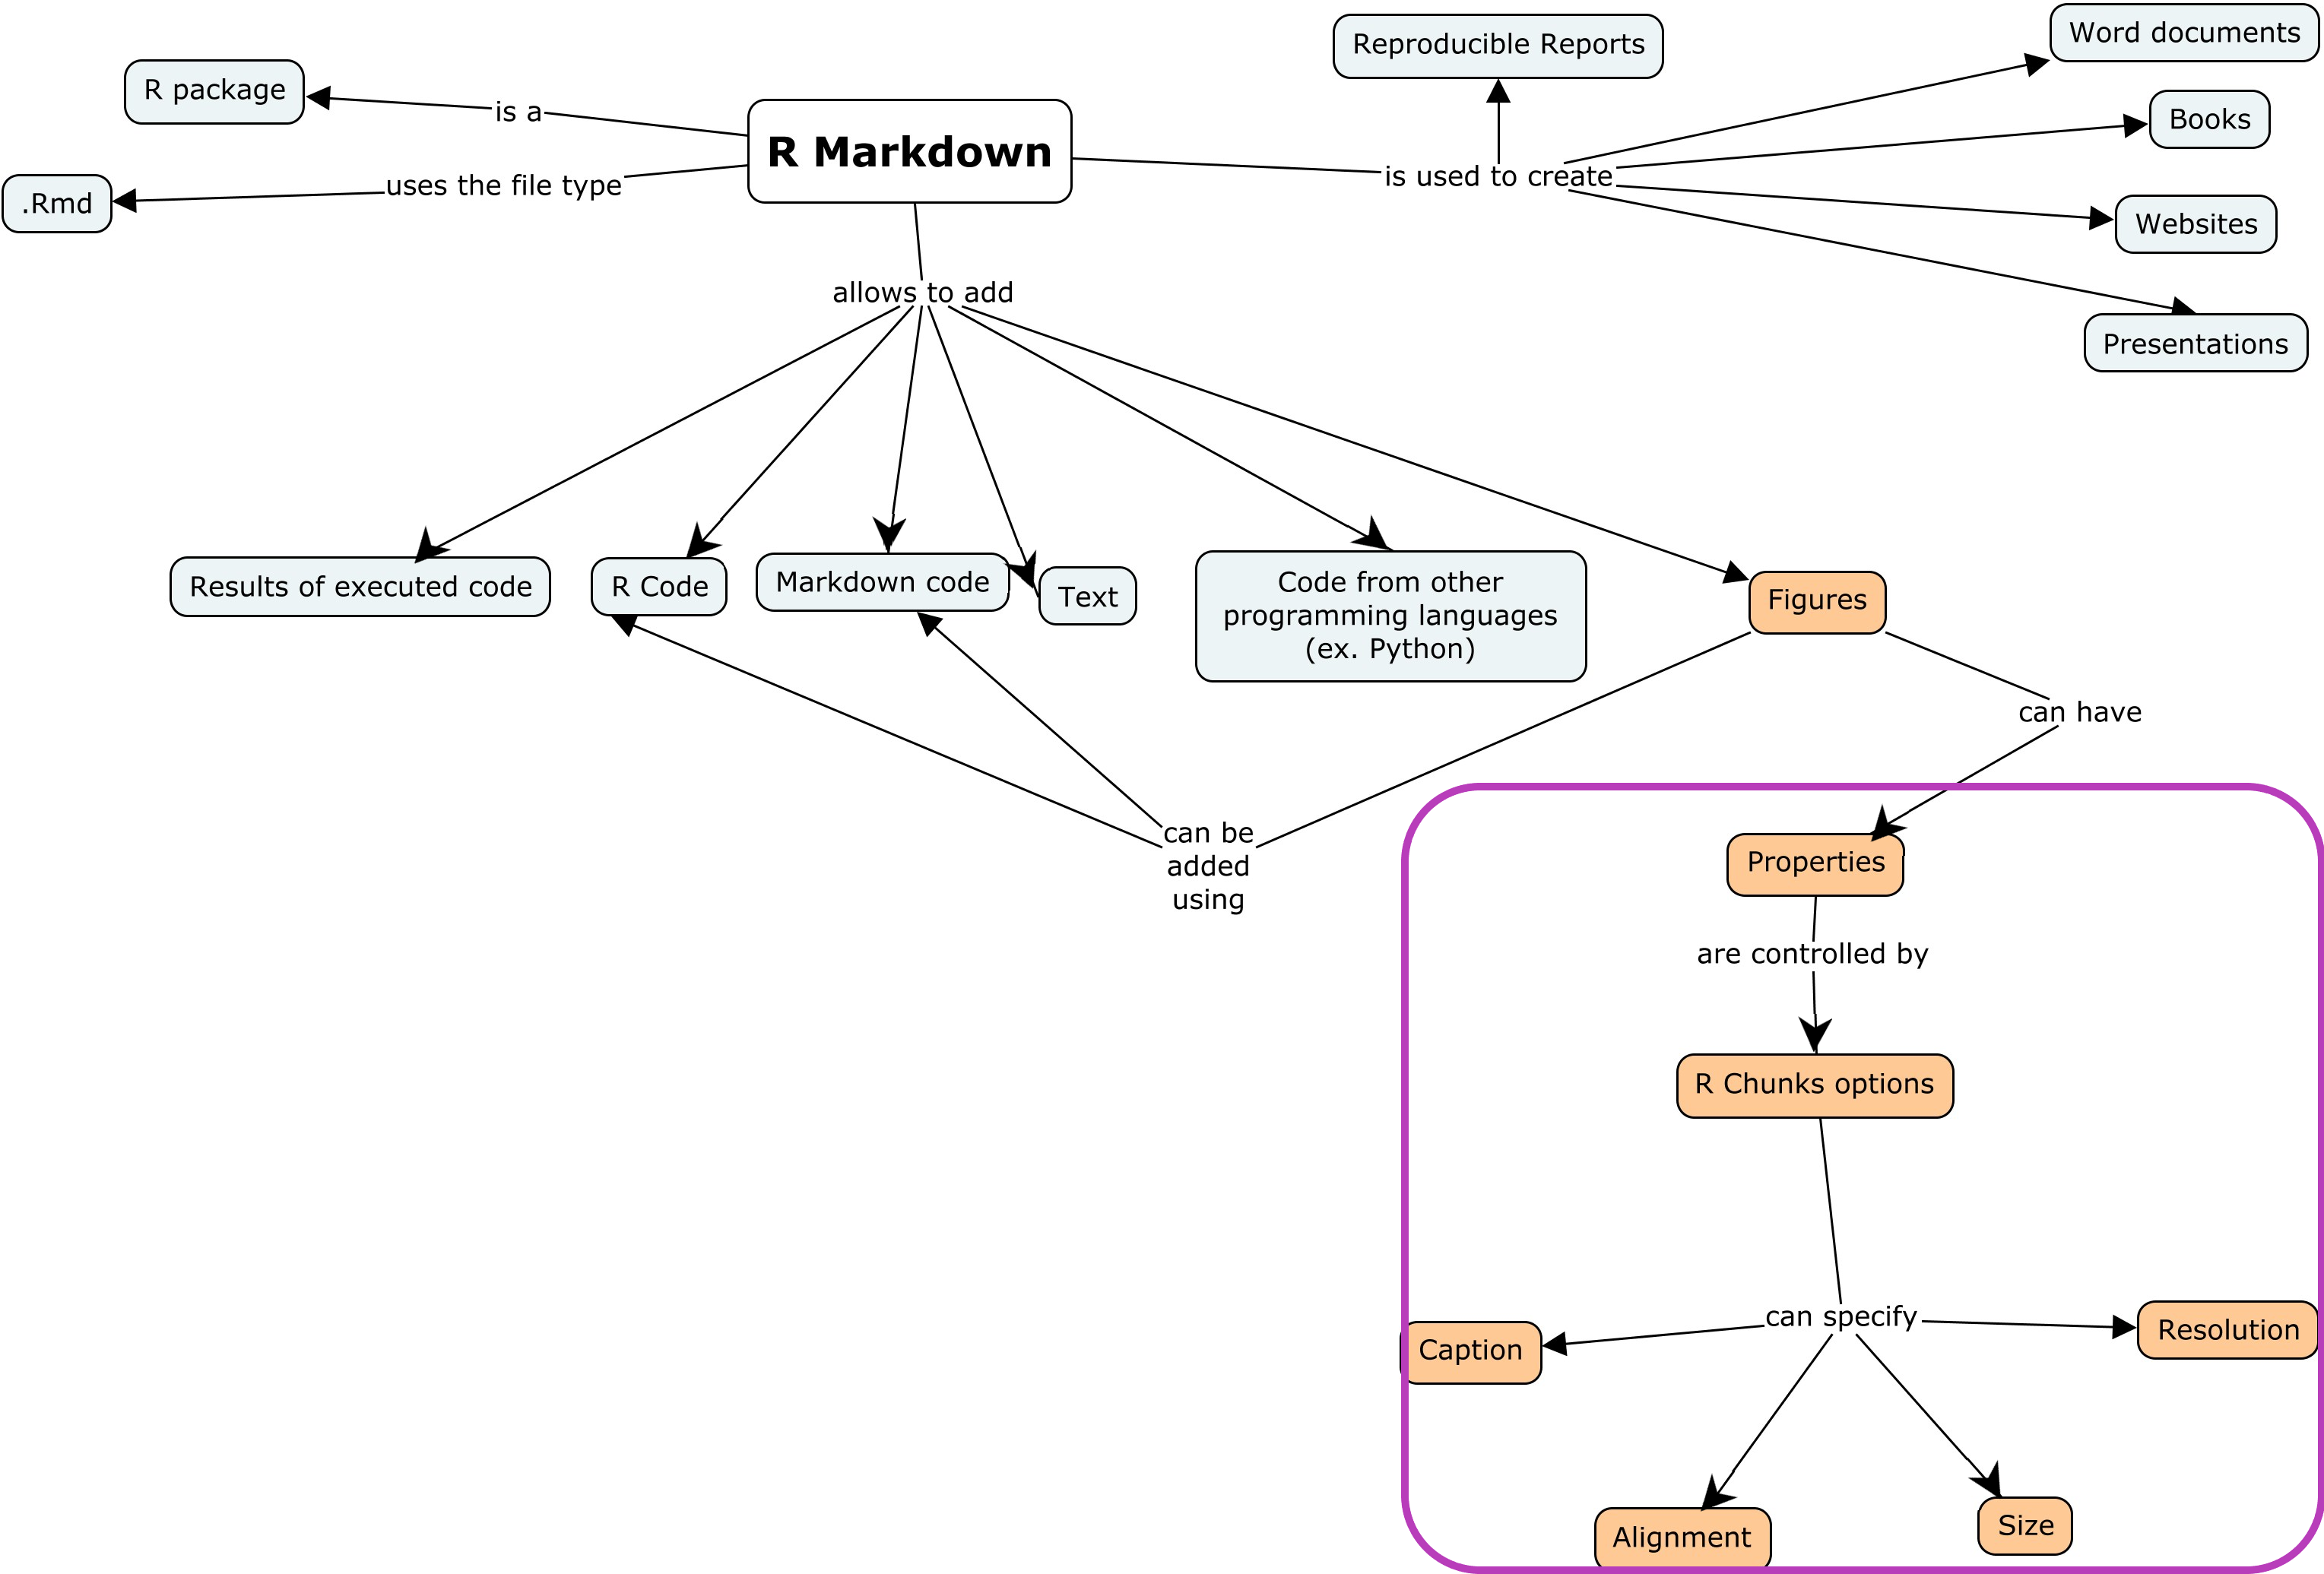 Reproducible Reports
Word documents
R package
is a
R Markdown
Books
.Rmd
uses the file type
is used to create
Websites
allows to add
Presentations
Results of executed code
R Code
Markdown code
Text
Code from other
programming languages
(ex. Python)
Figures
can have
can be
added
using
Properties
are controlled by
R Chunks options
can specify
Caption
Resolution
Alignment
Size